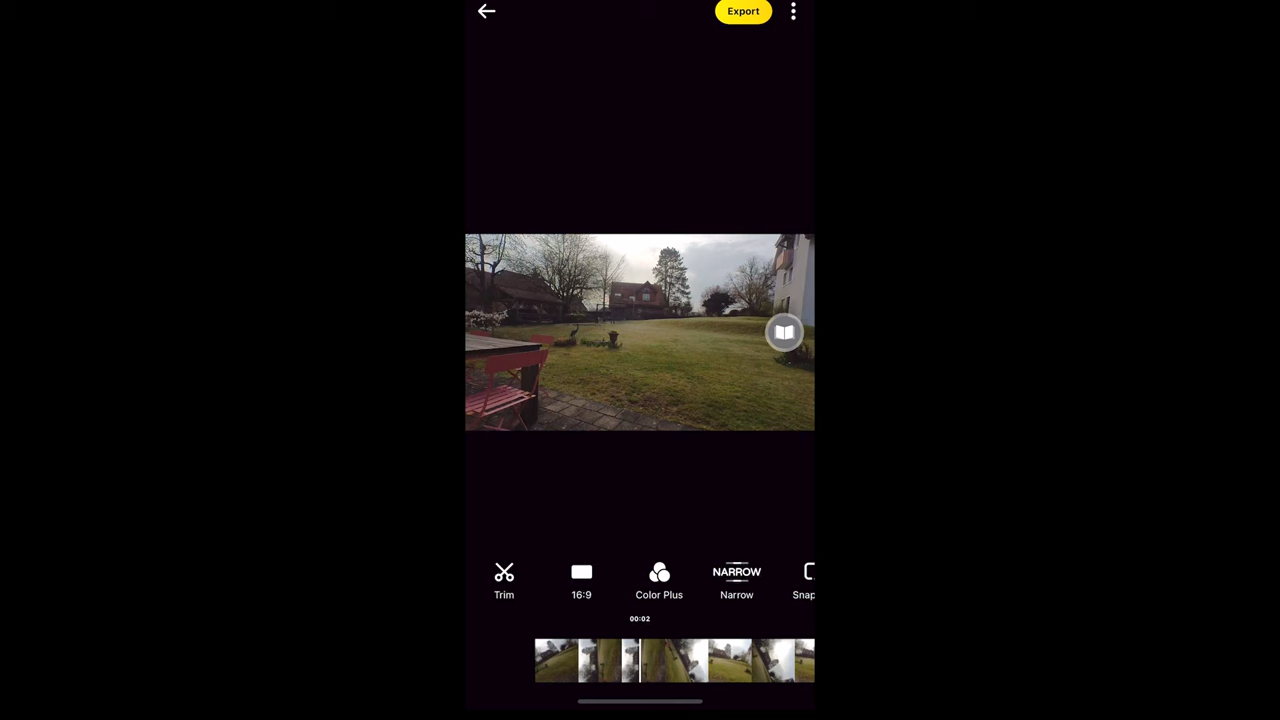 Export
NARROW
Trim
16:9
Color Plus
Narrow
Snap
00:02